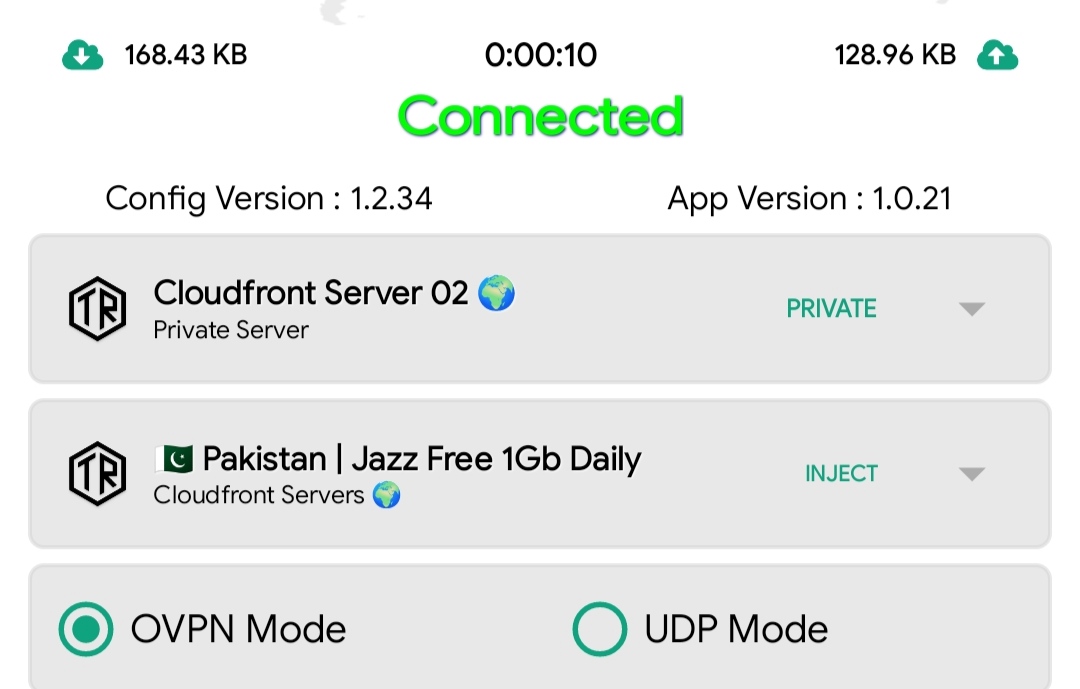 168.43 KB 0:00:10 128.96 KB
Connected
Config Version : 1.2.34 App Version : 1.0.21
TR Cloudfront Server 02 🌍 PRIVATE
Private Server
TR 🇵🇰 Pakistan | Jazz Free 1Gb Daily INJECT
Cloudfront Servers 🌍
OVPN Mode UDP Mode